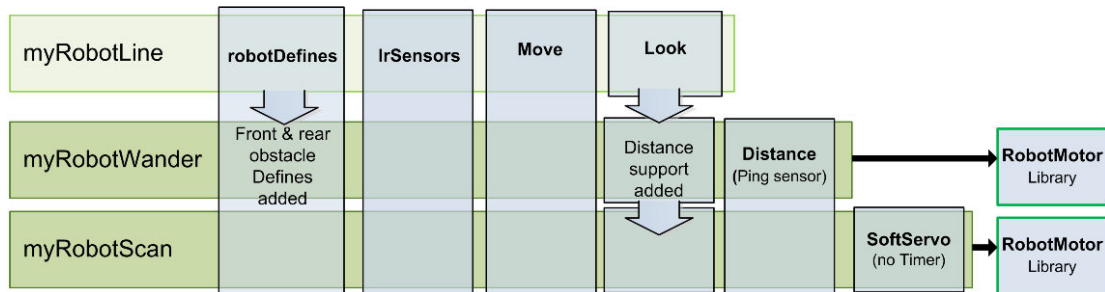 myRobotLine
robotDefines
IrSensors
Move
Look
myRobotWander
Front & rear
obstacle
Defines
added
Distance
support
added
Distance
(Ping sensor)
RobotMotor
Library
myRobotScan
SoftServo
(no Timer)
RobotMotor
Library